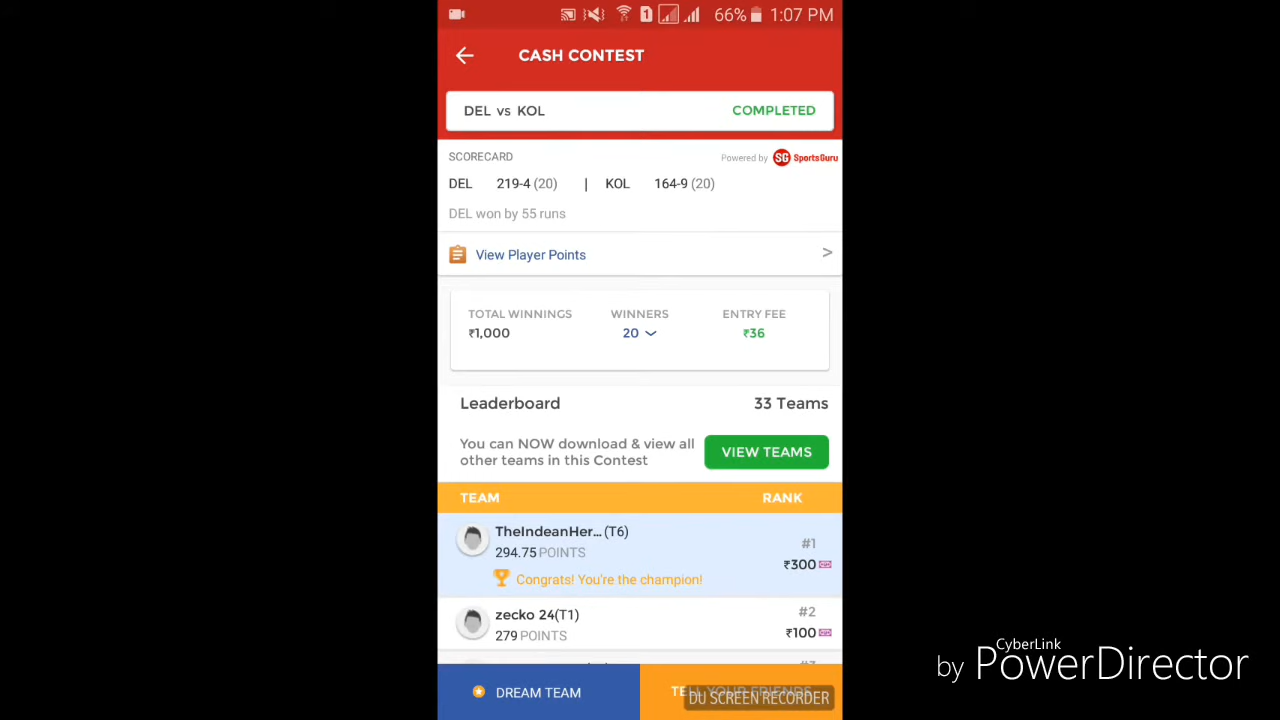 66% 1:07 PM
CASH CONTEST
DEL vs KOL COMPLETED
SCORECARD Powered by SG SportsGuru
DEL 219-4 (20) | KOL 164-9 (20)
DEL won by 55 runs
View Player Points >
TOTAL WINNINGS WINNERS ENTRY FEE
₹1,000 20 ₹36
Leaderboard 33 Teams
You can NOW download & view all
other teams in this Contest
VIEW TEAMS
TEAM RANK
TheIndeanHer... (T6)
#1
294.75 POINTS
₹300
Congrats! You're the champion!
zecko 24(T1) #2
279 POINTS ₹100
DREAM TEAM TELL YOUR FRIENDS
DU SCREEN RECORDER
CyberLink
by PowerDirector